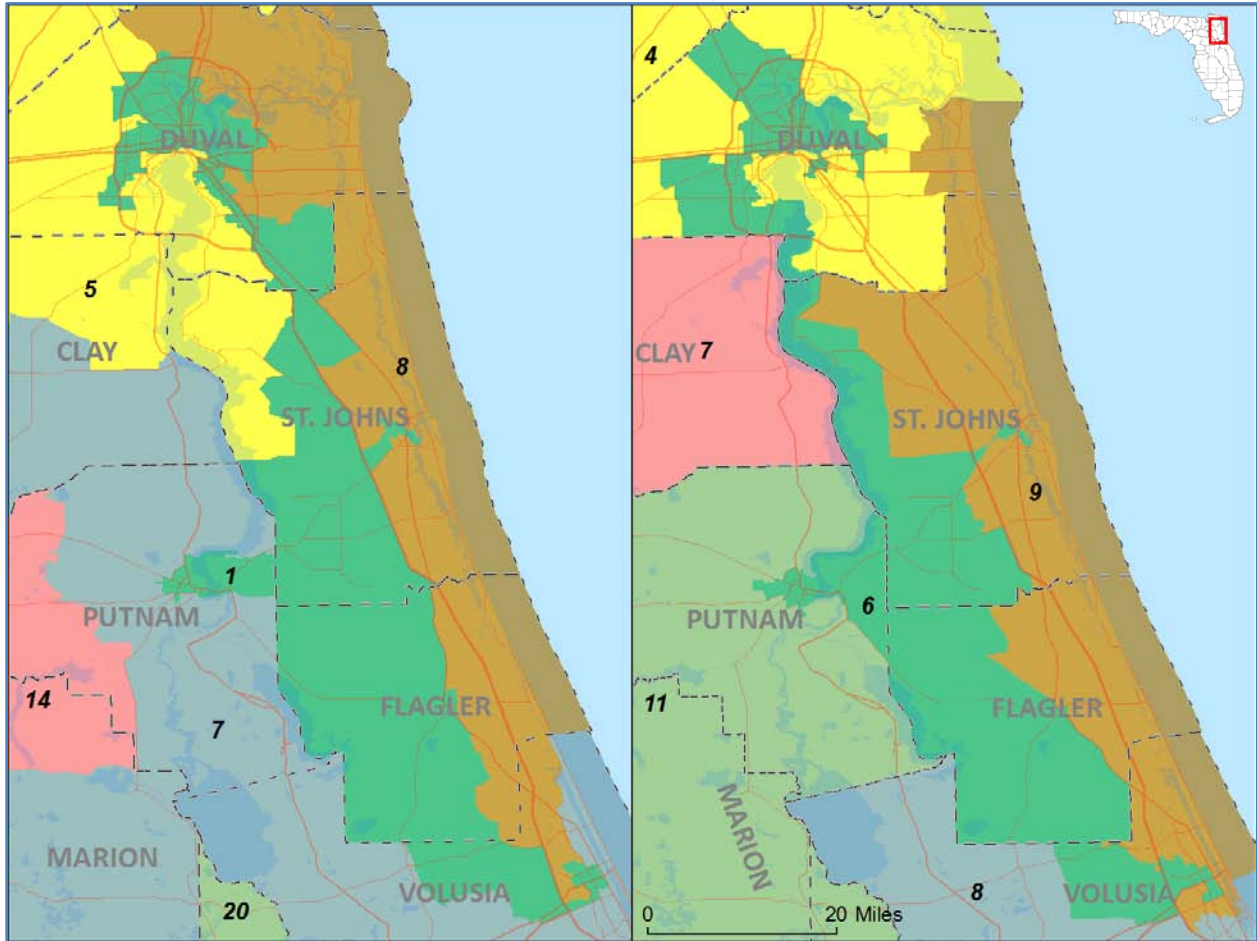 DUVAL
5
CLAY
8
ST. JOHNS
1
PUTNAM
14
7
FLAGLER
MARION
VOLUSIA
20
4
DUVAL
CLAY 7
ST. JOHNS
9
PUTNAM
6
11
FLAGLER
MARION
8
VOLUSIA
0 20 Miles